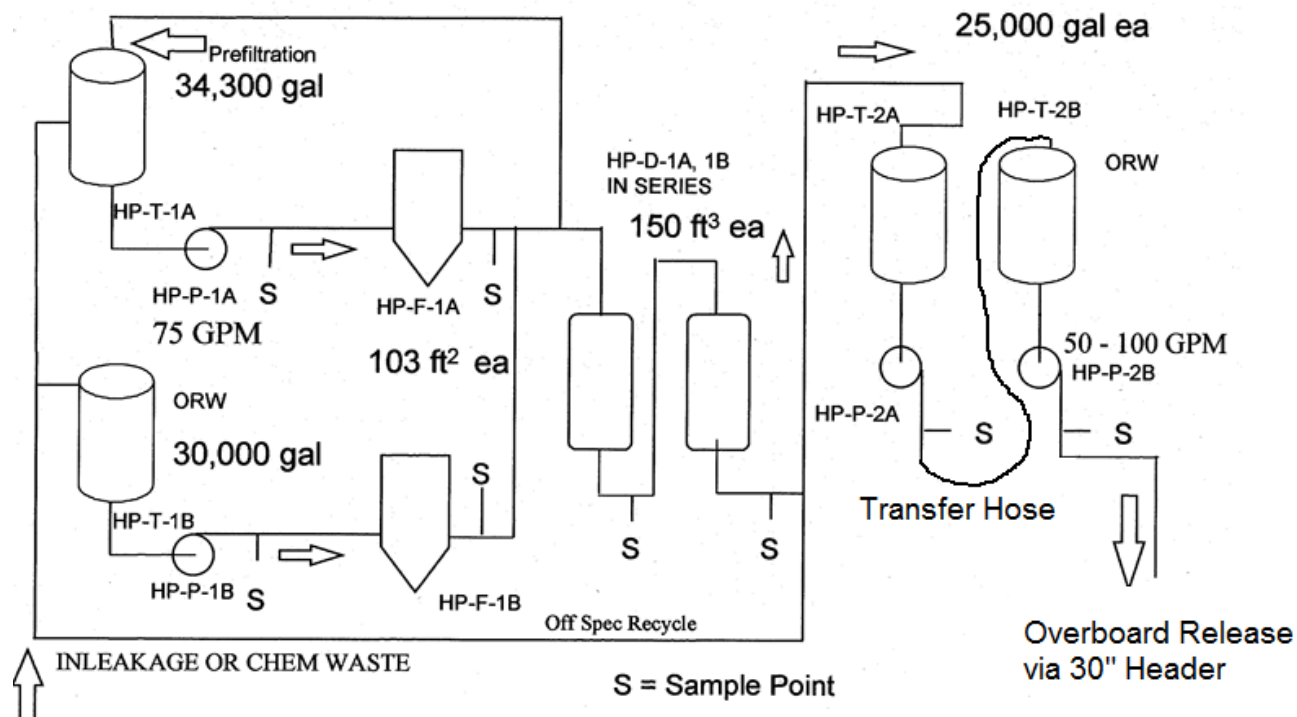 Prefiltration
34,300 gal
HP-T-1A
HP-P-1A
75 GPM
S
HP-F-1A
S
103 ft² ea
ORW
30,000 gal
HP-T-1B
HP-P-1B
S
S
HP-F-1B
HP-D-1A, 1B
IN SERIES
150 ft³ ea
S
S
25,000 gal ea
HP-T-2A
HP-T-2B
ORW
50 - 100 GPM
HP-P-2B
HP-P-2A
S
S
Transfer Hose
Off Spec Recycle
INLEAKAGE OR CHEM WASTE
S = Sample Point
Overboard Release
via 30" Header